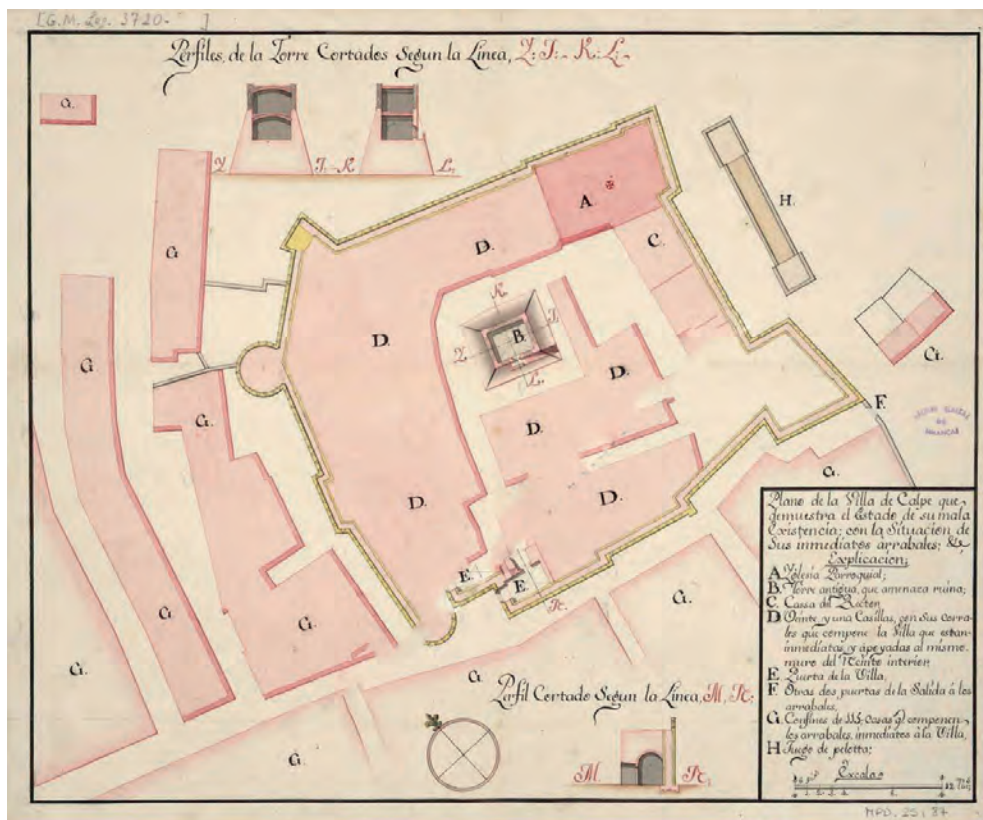 [G.M. Leg. 3720- ]
Perfiles, de la Torre Cortados Segun la Linea, Y. J. - K. L.
G.
Y J. K L.
A
H.
G
D.
C.
K
J.
B.
Y
L.
D.
G
D.
G.
F.
G.
D.
G.
D.
D.
E.
E.
G
G.
G.
G.
G.
G.
Plano de la Villa de Calpe que
demuestra el Estado de su mala
Existencia; con la Situacion de
Sus inmediatos arrabales; &
Explicacion;
A Yglesia Parroquial;
B. Torre antigua, que amenaza ruina;
C. Cassa del Rector,
D. Veinte, y una Casillas, con Sus corra-
les que compone la Villa que estan
inmediatas, y apoyadas al mismo
muro del Recinto interior,
E Puerta de la Villa,
F Otras dos puertas de la Salida à los
arrabales,
G. Confines de 115, Casas q. componen
los arrabales, inmediatos à la Villa,
H Juego de pelotta;
Escala
Perfil Cortado Segun la Linea, M, N;
M N
MPD. 25, 87